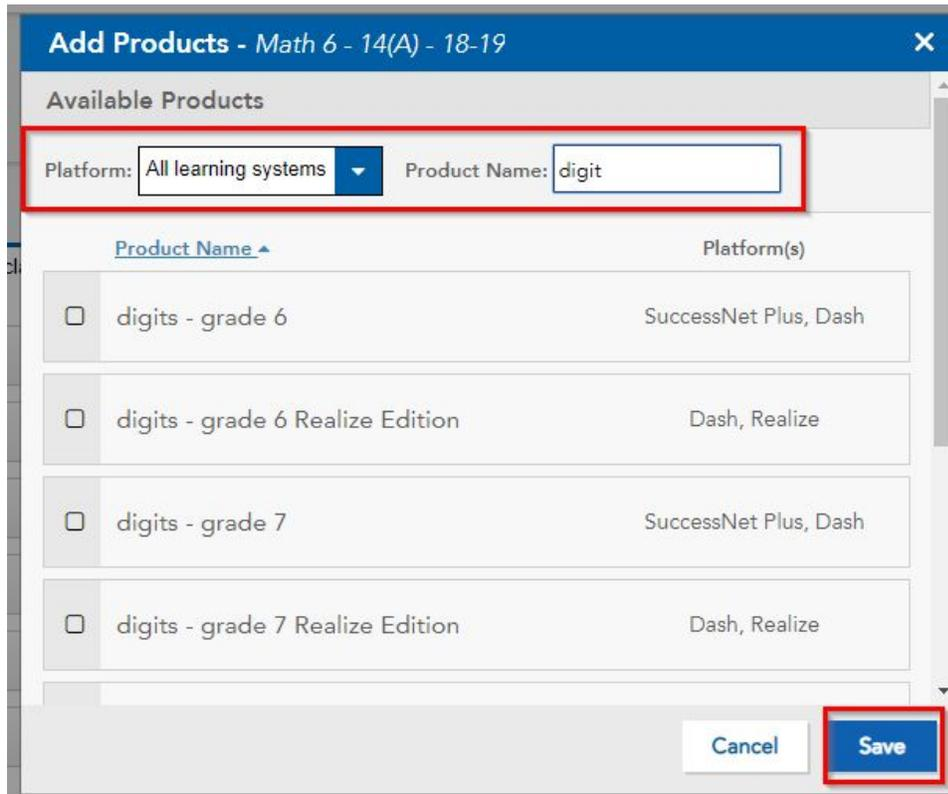 Add Products - Math 6 - 14(A) - 18-19
Available Products
Platform: All learning systems Product Name: digit
Product Name Platform(s)
digits - grade 6 SuccessNet Plus, Dash
digits - grade 6 Realize Edition Dash, Realize
digits - grade 7 SuccessNet Plus, Dash
digits - grade 7 Realize Edition Dash, Realize
Cancel Save